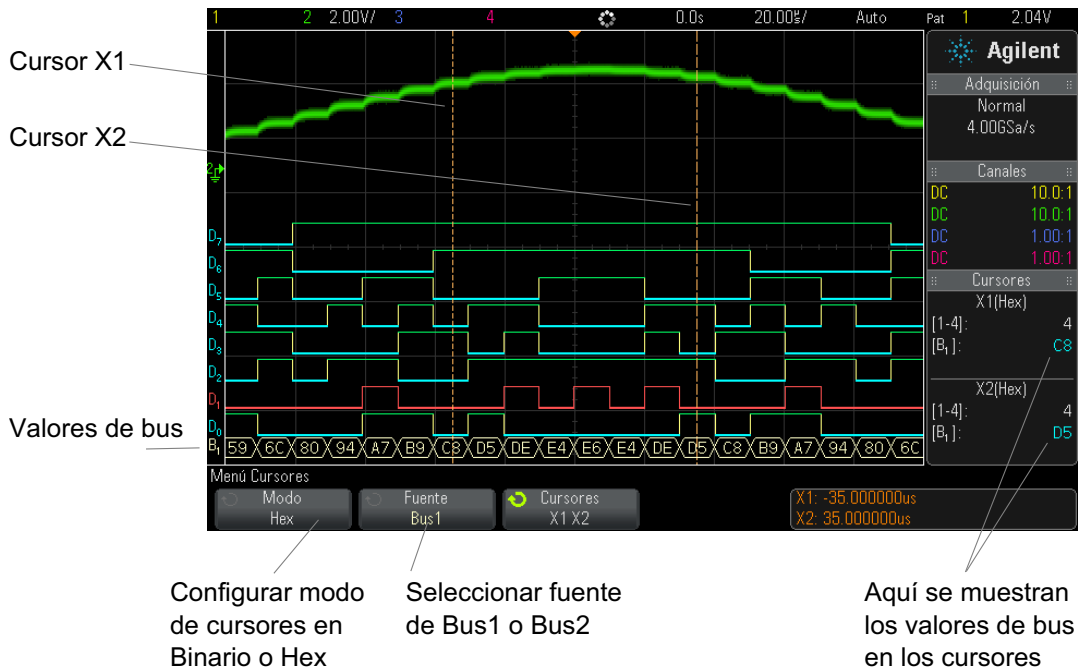 1 2 2.00V/ 3 4 0.0s 20.00us/ Auto Pat 1 2.04V
Cursor X1
Cursor X2
Valores de bus
Agilent
Adquisición
Normal
4.00GSa/s
Canales
DC 10.0:1
DC 10.0:1
DC 1.00:1
DC 1.00:1
Cursores
X1(Hex)
[1-4]: 4
[B1]: C8
X2(Hex)
[1-4]: 4
[B1]: D5
2
D7
D6
D5
D4
D3
D2
D1
D0
B1 59 6C 80 94 A7 B9 C8 D5 DE E4 E6 E4 DE D5 C8 B9 A7 94 80 6C
Menú Cursores
Modo
Hex
Fuente
Bus1
Cursores
X1 X2
X1: -35.000000us
X2: 35.000000us
Configurar modo
de cursores en
Binario o Hex
Seleccionar fuente
de Bus1 o Bus2
Aquí se muestran
los valores de bus
en los cursores